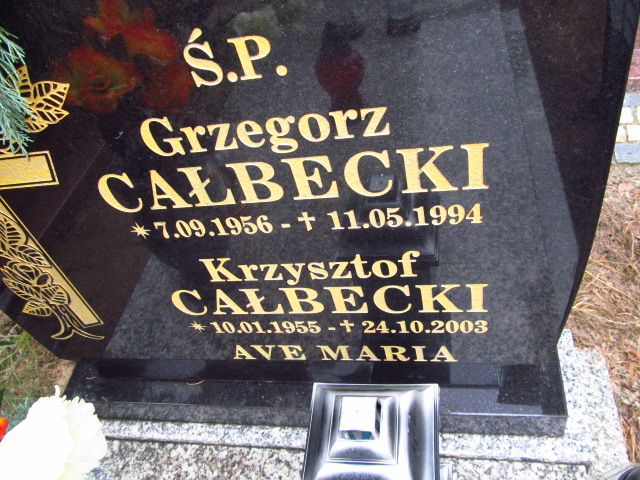 Ś.P.
Grzegorz
CAŁBECKI
* 7.09.1956 - † 11.05.1994
Krzysztof
CAŁBECKI
* 10.01.1955 - † 24.10.2003
AVE MARIA